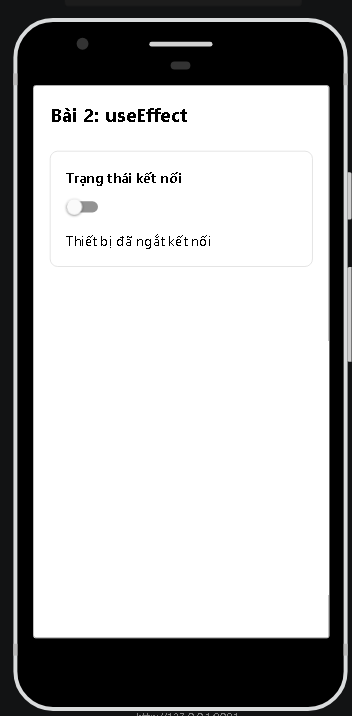 Bài 2: useEffect
Trạng thái kết nối
Thiết bị đã ngắt kết nối